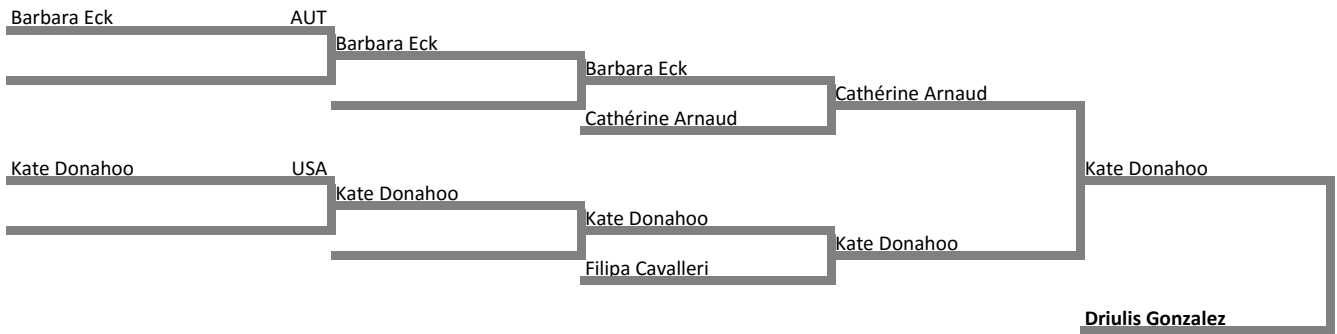 Barbara Eck AUT
Barbara Eck
Barbara Eck
Cathérine Arnaud
Cathérine Arnaud
Kate Donahoo USA
Kate Donahoo
Kate Donahoo
Kate Donahoo
Kate Donahoo
Filipa Cavalleri
Driulis Gonzalez